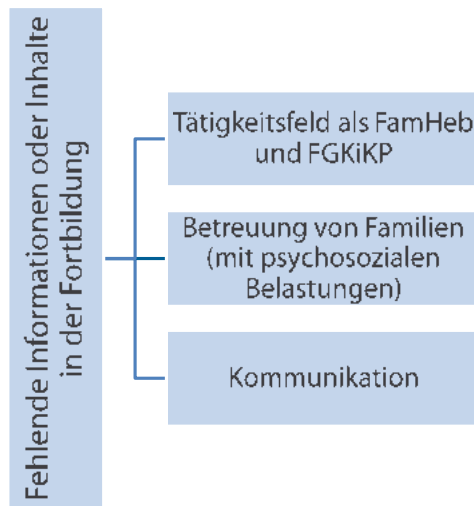 Fehlende Informationen oder Inhalte
in der Fortbildung
Tätigkeitsfeld als FamHeb
und FGKiKP
Betreuung von Familien
(mit psychosozialen
Belastungen)
Kommunikation